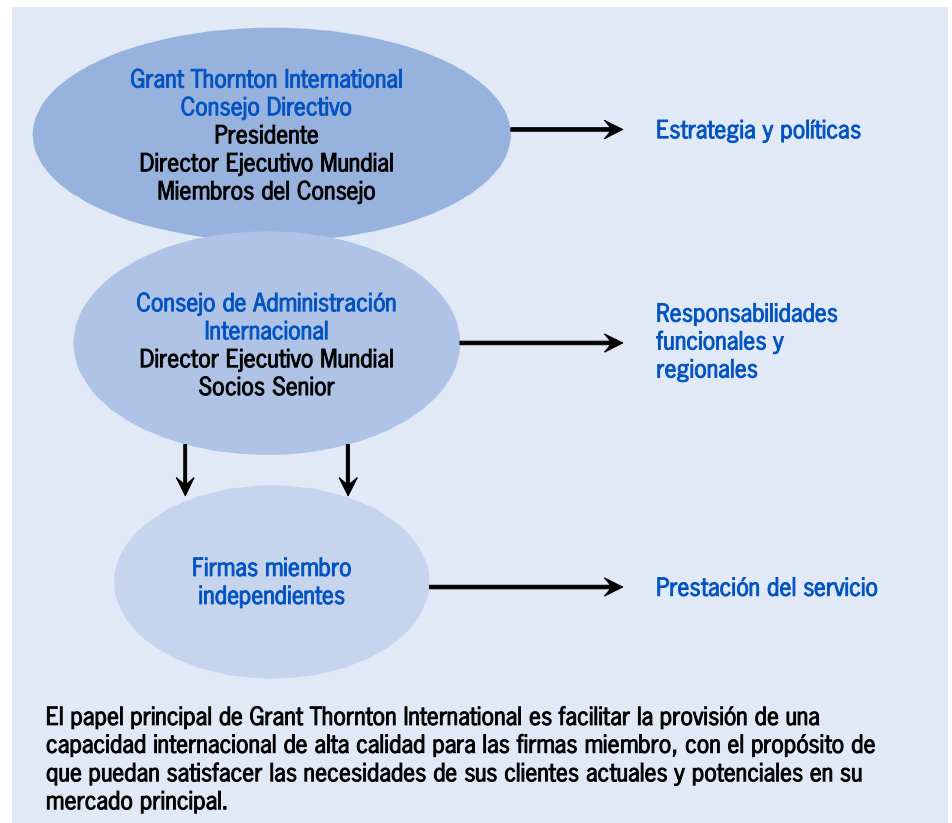 Grant Thornton International
Consejo Directivo
Presidente
Director Ejecutivo Mundial
Miembros del Consejo
Estrategia y políticas
Consejo de Administración
Internacional
Director Ejecutivo Mundial
Socios Senior
Responsabilidades
funcionales y
regionales
Firmas miembro
independientes
Prestación del servicio
El papel principal de Grant Thornton International es facilitar la provisión de una
capacidad internacional de alta calidad para las firmas miembro, con el propósito de
que puedan satisfacer las necesidades de sus clientes actuales y potenciales en su
mercado principal.